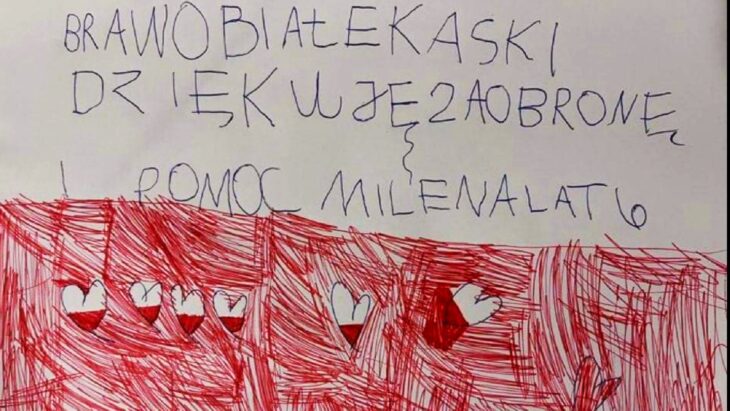 BRAWO BIAŁE KASKI
DZIĘKUJĘ ZA OBRONĘ
I POMOC MILENA LAT 6